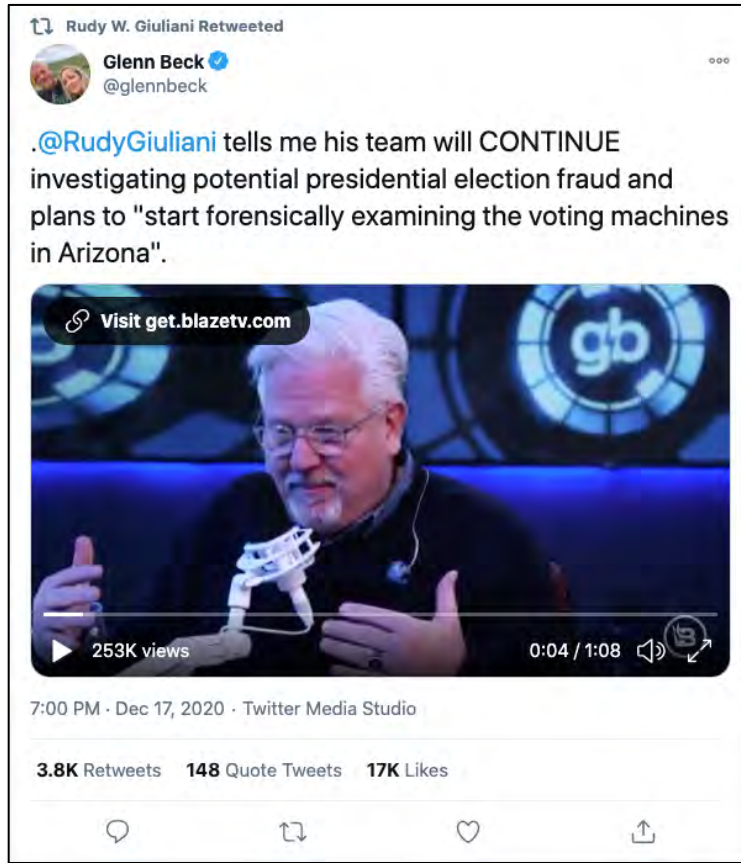 Rudy W. Giuliani Retweeted
Glenn Beck
@glennbeck
.@RudyGiuliani tells me his team will CONTINUE
investigating potential presidential election fraud and
plans to "start forensically examining the voting machines
in Arizona".
Visit get.blazetv.com
gb
253K views
0:04 / 1:08
7:00 PM · Dec 17, 2020 · Twitter Media Studio
3.8K Retweets 148 Quote Tweets 17K Likes